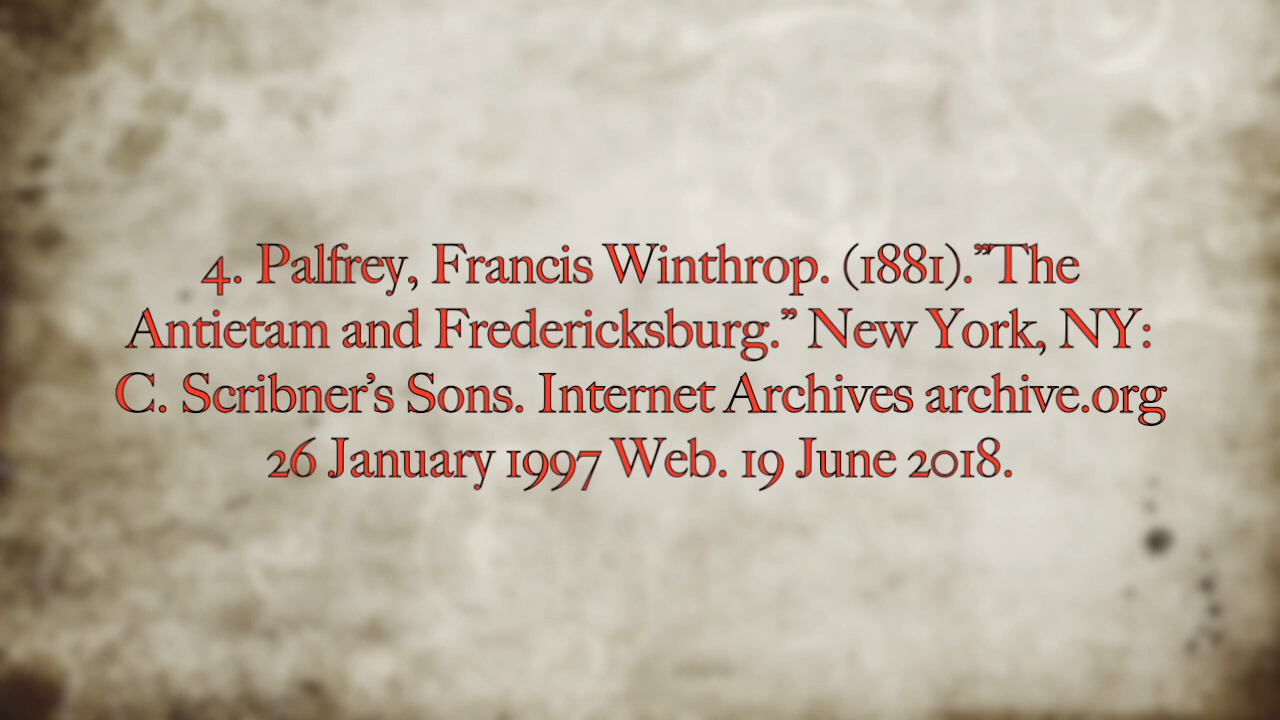 4. Palfrey, Francis Winthrop. (1881).”The
Antietam and Fredericksburg.” New York, NY:
C. Scribner’s Sons. Internet Archives archive.org
26 January 1997 Web. 19 June 2018.